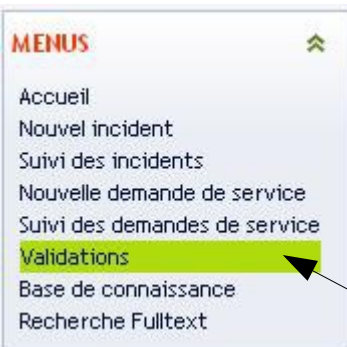 MENUS
Accueil
Nouvel incident
Suivi des incidents
Nouvelle demande de service
Suivi des demandes de service
Validations
Base de connaissance
Recherche Fulltext